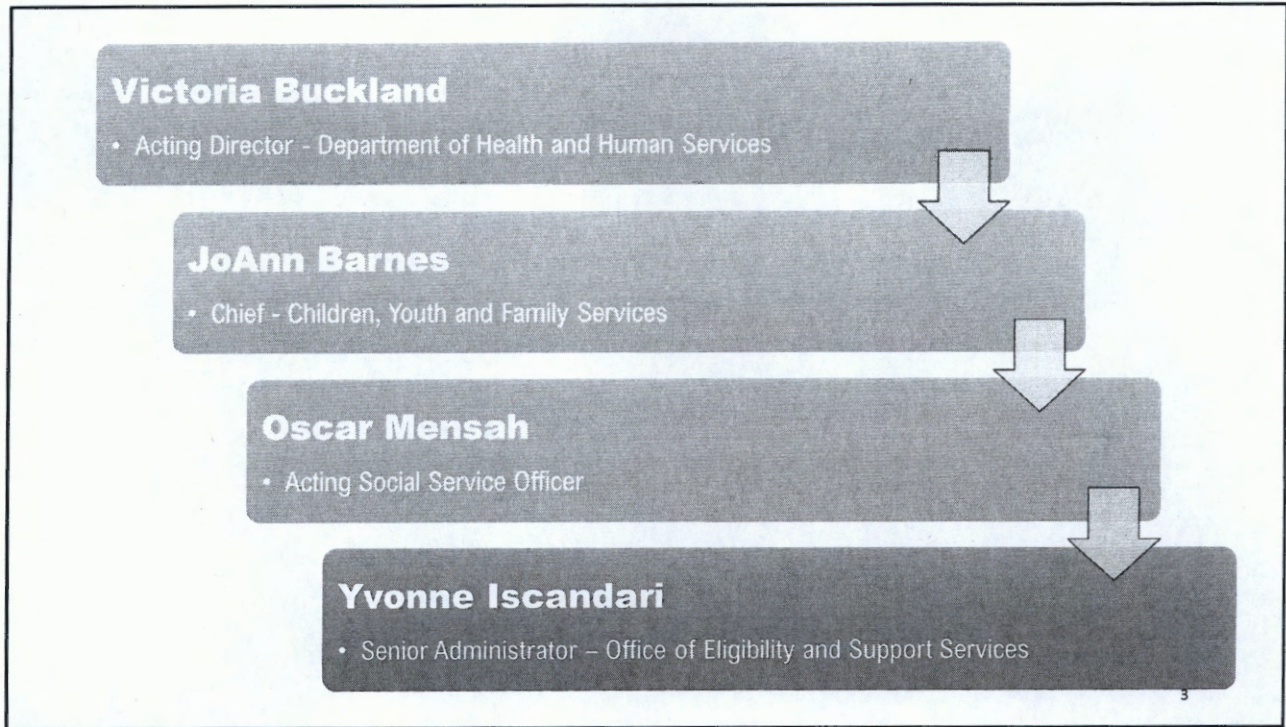 Victoria Buckland
• Acting Director - Department of Health and Human Services
JoAnn Barnes
• Chief - Children, Youth and Family Services
Oscar Mensah
• Acting Social Service Officer
Yvonne Iscandari
• Senior Administrator – Office of Eligibility and Support Services
3